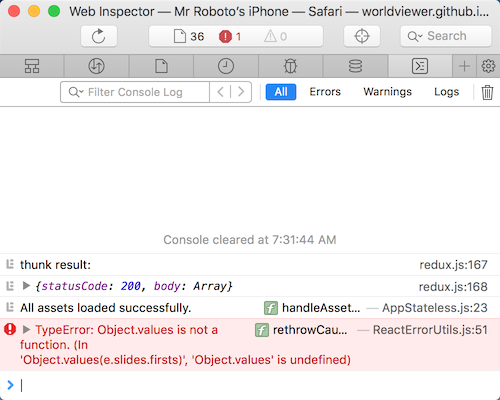 Web Inspector — Mr Roboto’s iPhone — Safari — worldviewer.github.i...
36 1 0 Search
Filter Console Log All Errors Warnings Logs
Console cleared at 7:31:44 AM
thunk result: redux.js:167
{statusCode: 200, body: Array} redux.js:168
All assets loaded successfully. f handleAsset... — AppStateless.js:23
TypeError: Object.values is not a f rethrowCau... — ReactErrorUtils.js:51
function. (In
'Object.values(e.slides.firsts)', 'Object.values' is undefined)